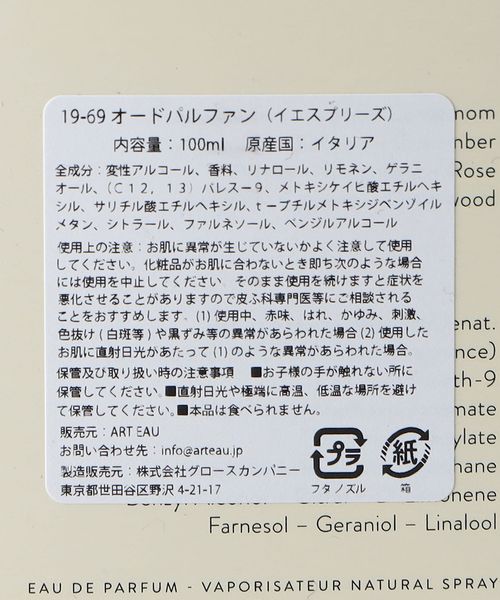 19-69 オードパルファン（イエスプリーズ）
内容量：100ml　原産国：イタリア
全成分：変性アルコール、香料、リナロール、リモネン、ゲラニ
オール、（C12，13）パレス－9、メトキシケイヒ酸エチルヘキ
シル、サリチル酸エチルヘキシル、t－ブチルメトキシジベンゾイル
メタン、シトラール、ファルネソール、ベンジルアルコール
使用上の注意：お肌に異常が生じていないかよく注意して使用
してください。化粧品がお肌に合わないとき即ち次のような場合
には使用を中止してください。そのまま使用を続けますと症状を
悪化させることがありますので皮ふ科専門医等にご相談される
ことをおすすめします。(1) 使用中、赤味、はれ、かゆみ、刺激、
色抜け（白斑等）や黒ずみ等の異常があらわれた場合 (2) 使用した
お肌に直射日光があたって (1) のような異常があらわれた場合。
保管及び取り扱い時の注意事項　■お子様の手が触れない所に
保管してください。■直射日光や極端に高温、低温な場所を避け
て保管してください。■本品は食べられません。
販売元：ART EAU
お問い合わせ先：info@arteau.jp
製造販売元：株式会社グロースカンパニー
東京都世田谷区野沢 4-21-17
プラ
フタ ノズル
紙
箱
mom
mber
Rose
wood
enat.
ance)
th-9
mate
ylate
hane
onene
Farnesol – Geraniol – Linalool
EAU DE PARFUM - VAPORISATEUR NATURAL SPRAY